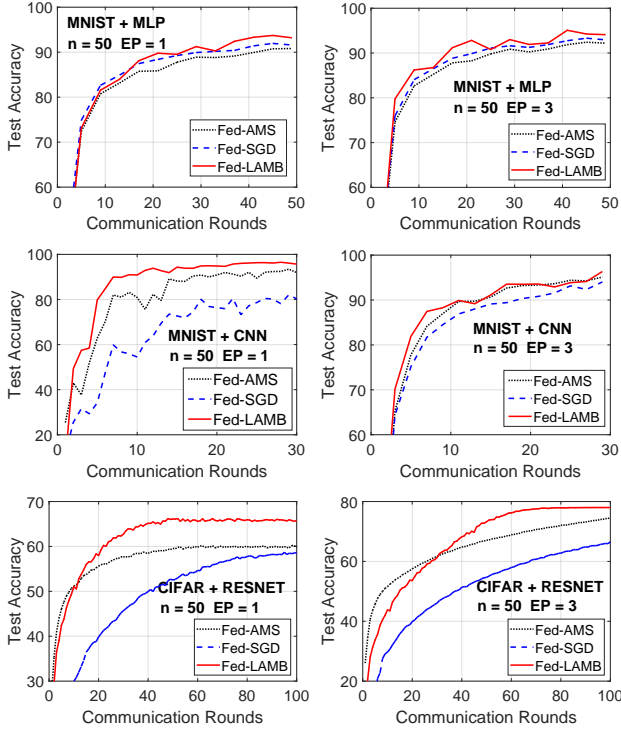 100
90
80
70
60
Test Accuracy
MNIST + MLP
n = 50 EP = 1
Fed-AMS
Fed-SGD
Fed-LAMB
0 10 20 30 40 50
Communication Rounds
100
90
80
70
60
Test Accuracy
MNIST + MLP
n = 50 EP = 3
Fed-AMS
Fed-SGD
Fed-LAMB
0 10 20 30 40 50
Communication Rounds
100
80
60
40
20
Test Accuracy
MNIST + CNN
n = 50 EP = 1
Fed-AMS
Fed-SGD
Fed-LAMB
0 10 20 30
Communication Rounds
100
90
80
70
60
Test Accuracy
MNIST + CNN
n = 50 EP = 3
Fed-AMS
Fed-SGD
Fed-LAMB
0 10 20 30
Communication Rounds
70
60
50
40
30
Test Accuracy
CIFAR + RESNET
n = 50 EP = 1
Fed-AMS
Fed-SGD
Fed-LAMB
0 20 40 60 80 100
Communication Rounds
80
60
40
20
Test Accuracy
CIFAR + RESNET
n = 50 EP = 3
Fed-AMS
Fed-SGD
Fed-LAMB
0 20 40 60 80 100
Communication Rounds